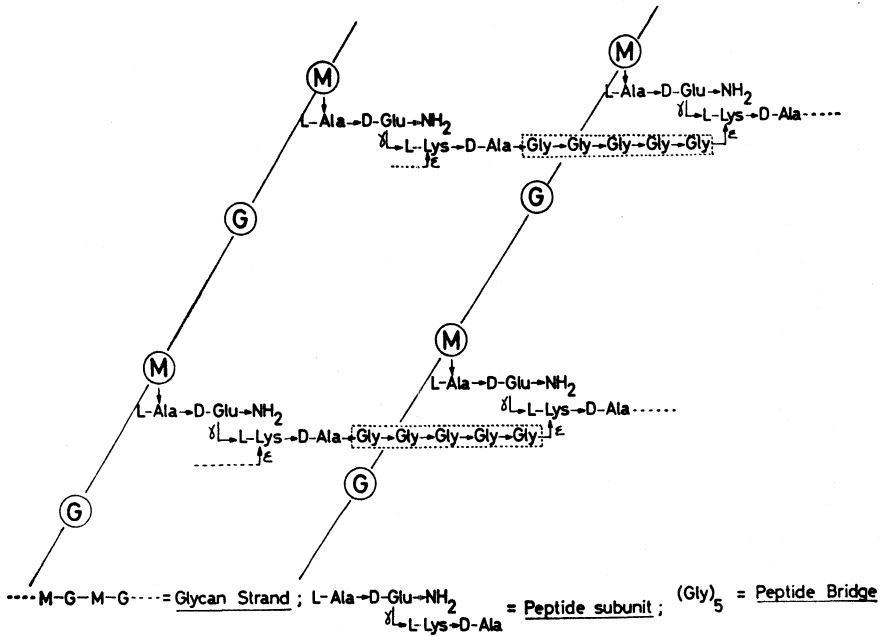 M
L-Ala→D-Glu→NH2
γ L-Lys→D-Ala→Gly→Gly→Gly→Gly→Gly
ε
M
L-Ala→D-Glu→NH2
γ L-Lys→D-Ala-----
ε
G
G
M
L-Ala→D-Glu→NH2
γ L-Lys→D-Ala→Gly→Gly→Gly→Gly→Gly
ε
M
L-Ala→D-Glu→NH2
γ L-Lys→D-Ala------
ε
G
G
----M-G-M-G---- = Glycan Strand ; L-Ala→D-Glu→NH2
γ L-Lys→D-Ala = Peptide subunit ; (Gly)5 = Peptide Bridge